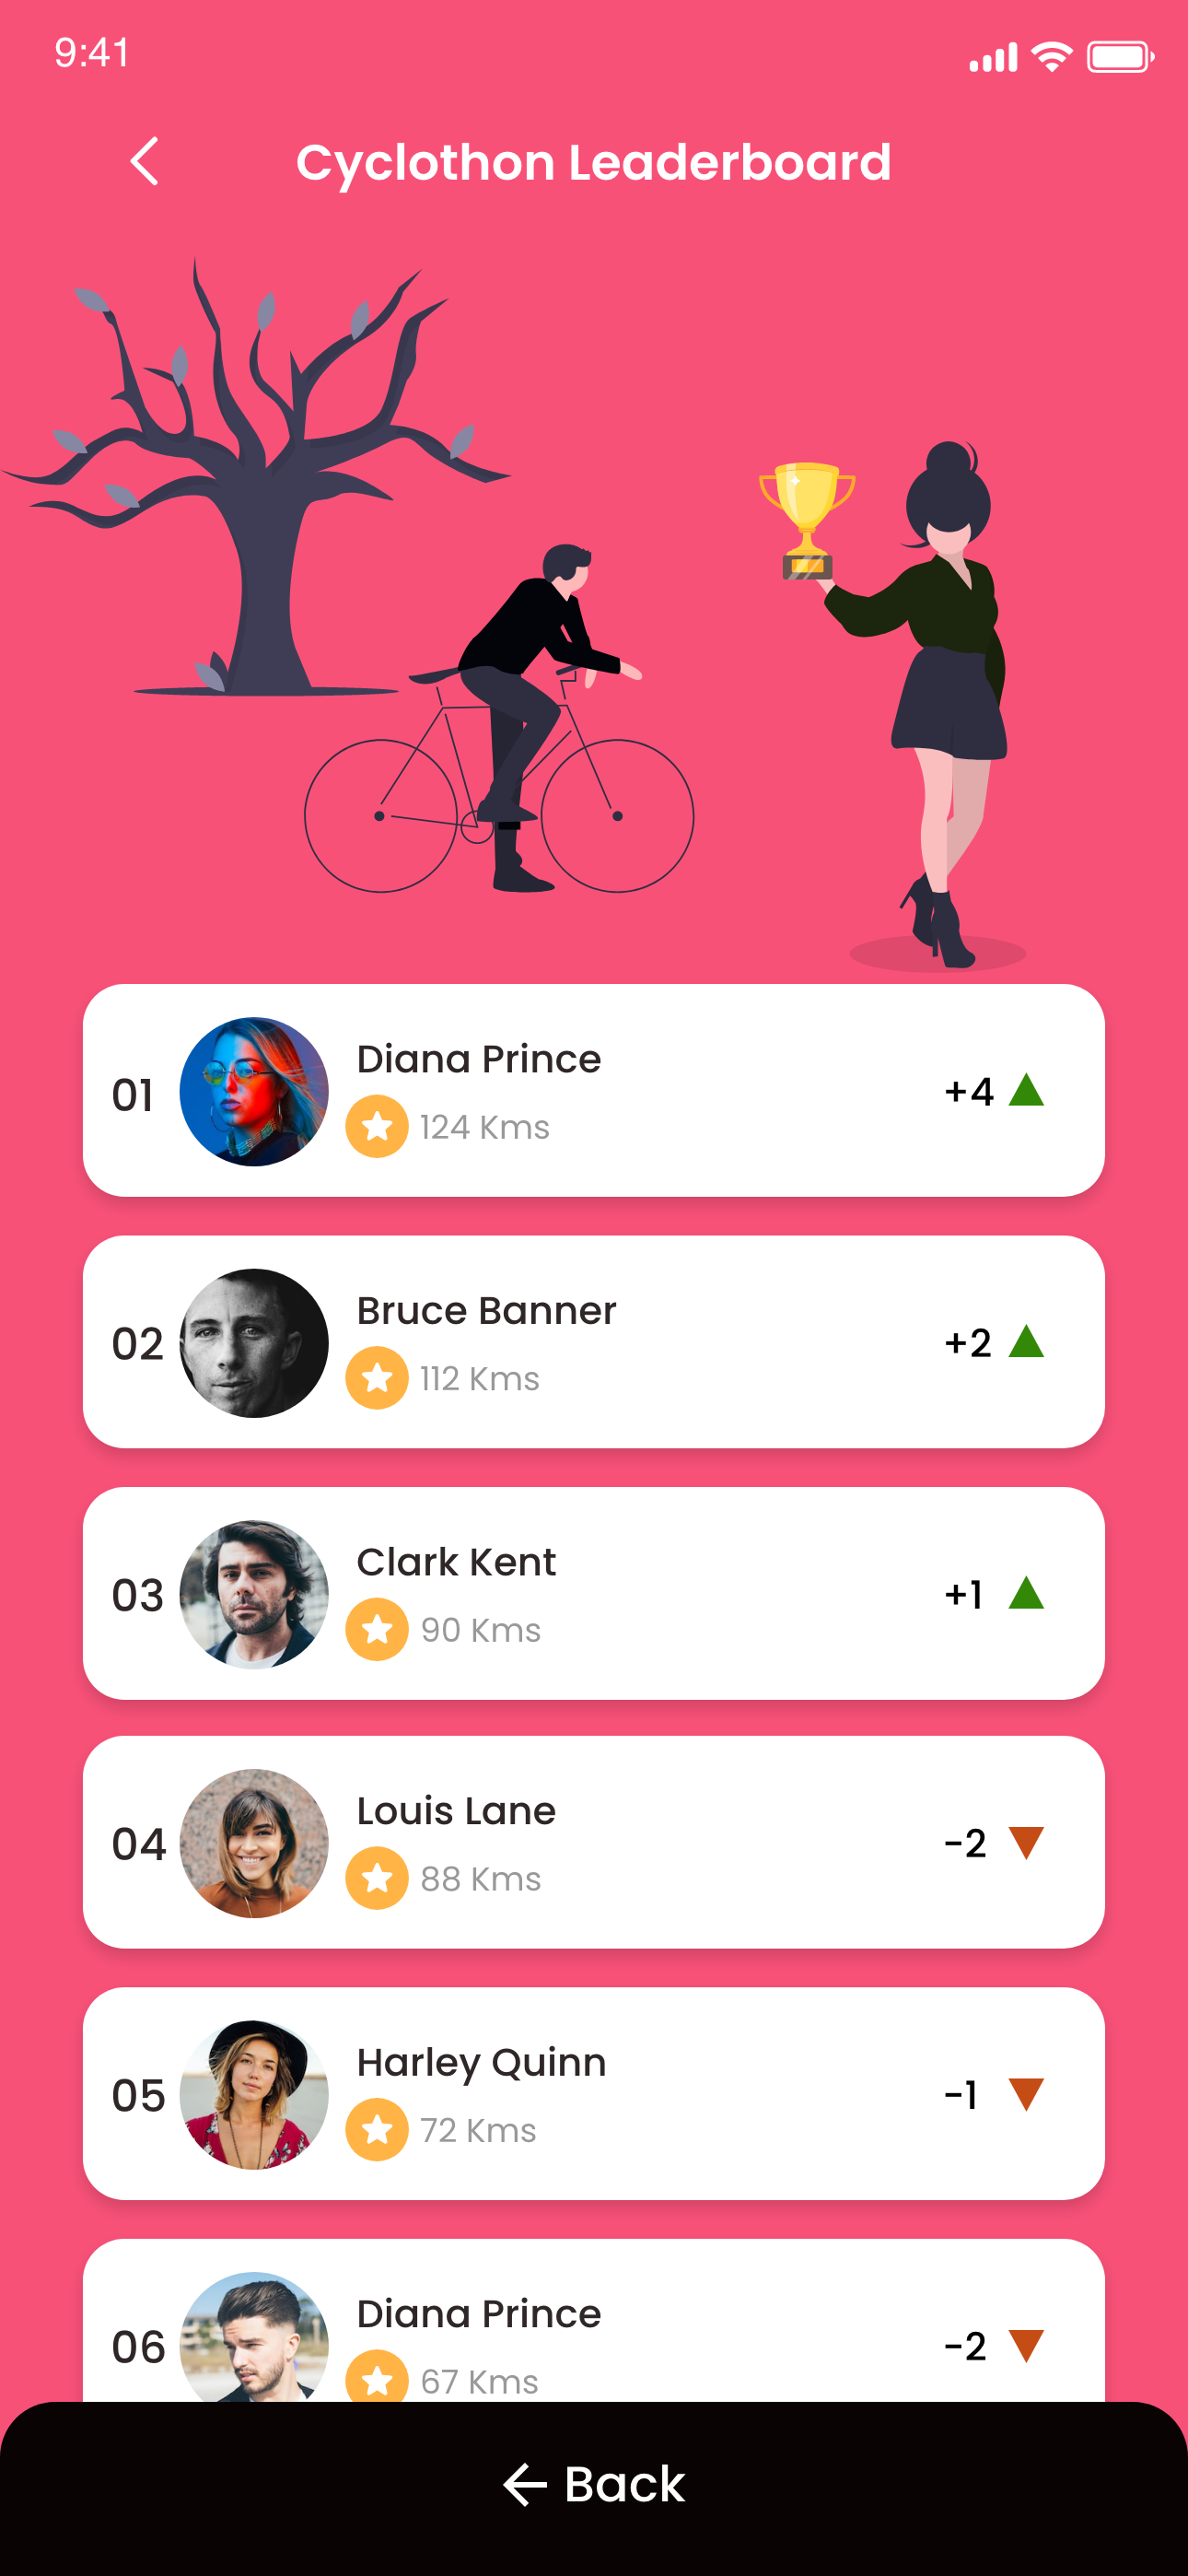 9:41
Cyclothon Leaderboard
01
Diana Prince
124 Kms
+4
02
Bruce Banner
112 Kms
+2
03
Clark Kent
90 Kms
+1
04
Louis Lane
88 Kms
-2
05
Harley Quinn
72 Kms
-1
06
Diana Prince
67 Kms
-2
Back